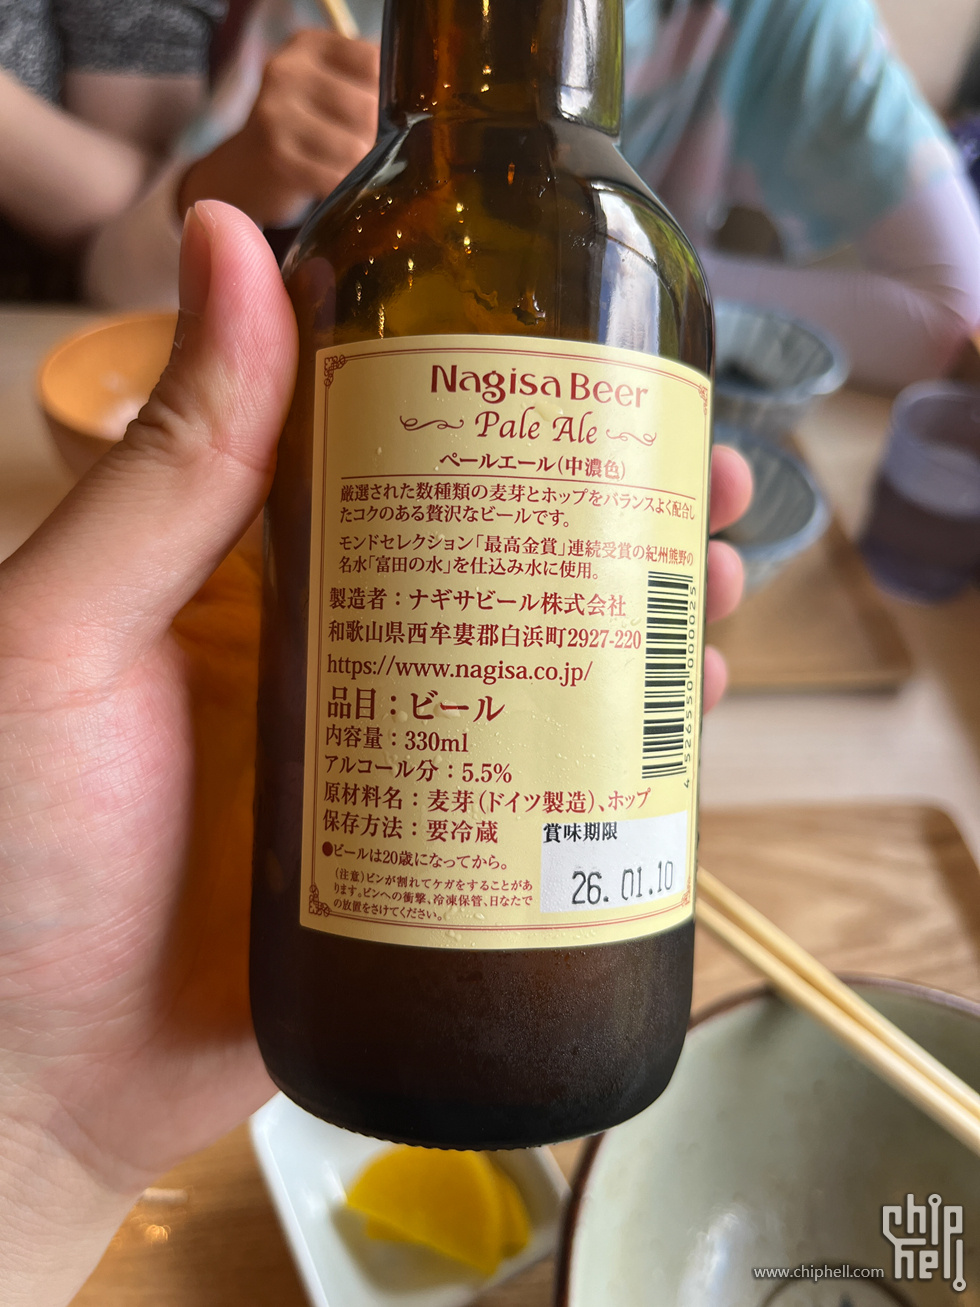 Nagisa Beer
Pale Ale
ペールエール(中濃色)
厳選された数種類の麦芽とホップをバランスよく配合し
たコクのある贅沢なビールです。
モンドセレクション「最高金賞」連続受賞の紀州熊野の
名水「富田の水」を仕込み水に使用。
製造者：ナギサビール株式会社
和歌山県西牟婁郡白浜町2927-220
https://www.nagisa.co.jp/
品目：ビール
内容量：330ml
アルコール分：5.5%
原材料名：麦芽(ドイツ製造)、ホップ
保存方法：要冷蔵
●ビールは20歳になってから。
(注意)ビンが割れてケガをすることがあ
ります。ビンへの衝撃、冷凍保管、日なたで
の放置をさけてください。
賞味期限
26.01.10
4 526550 000025
chip
hell
www.chiphell.com